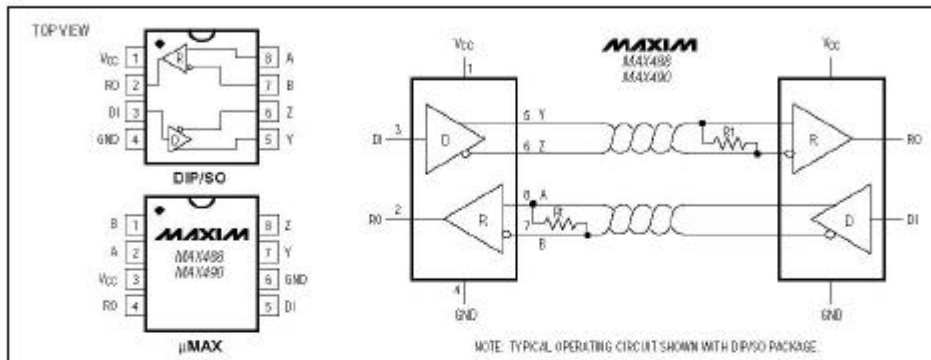 TOP VIEW
VCC 1
RO 2
DI 3
GND 4
8 A
7 B
6 Z
5 Y
R
D
DIP/SO
B 1
A 2
VCC 3
RO 4
8 Z
7 Y
6 GND
5 DI
MAXIM
MAX488
MAX490
µMAX
MAXIM
MAX488
MAX490
VCC
1
VCC
DI 3
D
5 Y
6 Z
Rt
R
RO
RO 2
R
8 A
7
B
Rt
D
DI
4
GND
GND
NOTE: TYPICAL OPERATING CIRCUIT SHOWN WITH DIP/SO PACKAGE.